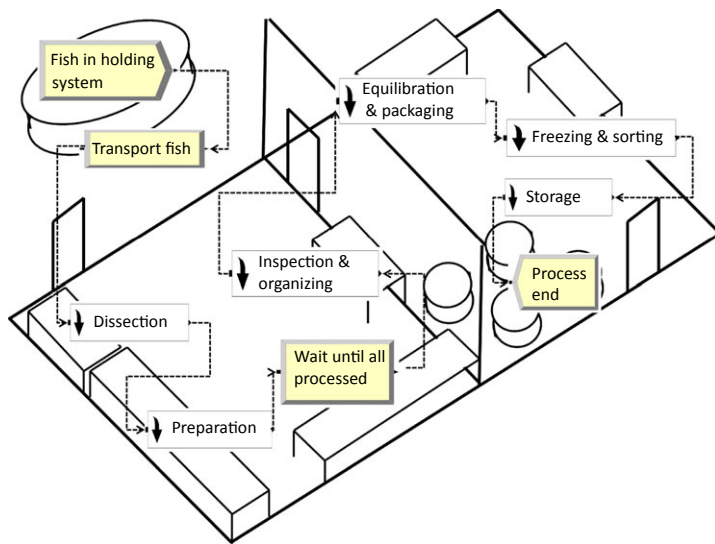 Fish in holding
system
Transport fish
Dissection
Preparation
Wait until all
processed
Inspection &
organizing
Equilibration
& packaging
Freezing & sorting
Storage
Process
end